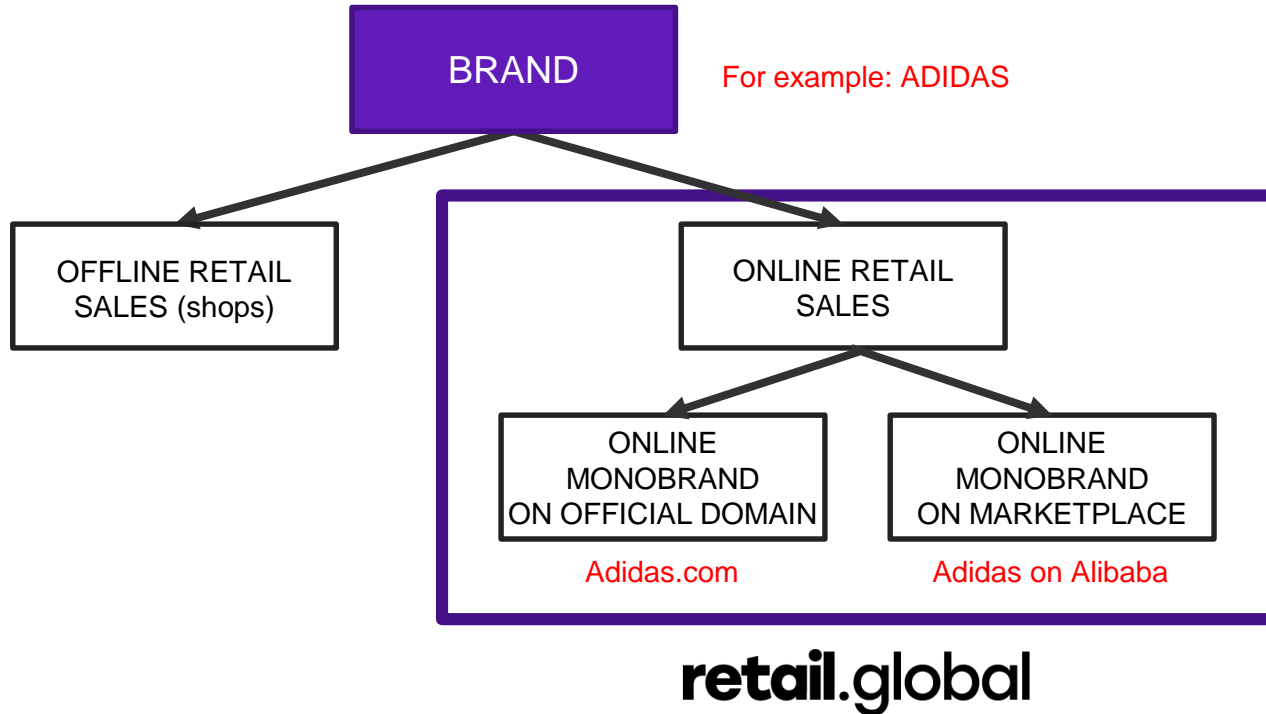 BRAND
For example: ADIDAS
OFFLINE RETAIL
SALES (shops)
ONLINE RETAIL
SALES
ONLINE
MONOBRAND
ON OFFICIAL DOMAIN
ONLINE
MONOBRAND
ON MARKETPLACE
Adidas.com
Adidas on Alibaba
retail.global